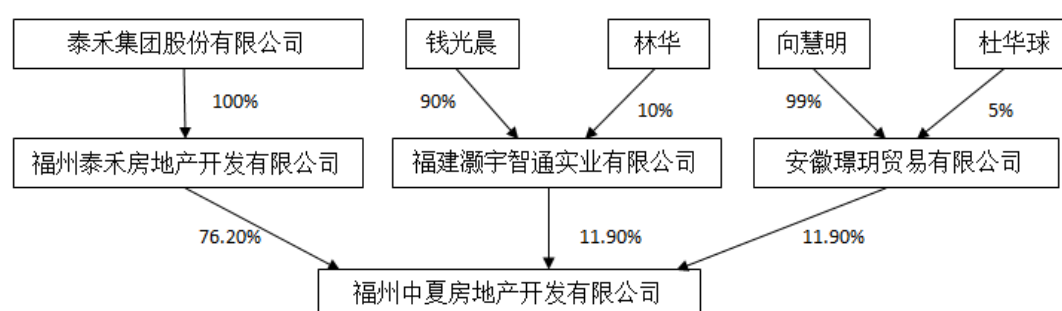 泰禾集团股份有限公司
钱光晨
林华
向慧明
杜华球
100%
90%
10%
99%
5%
福州泰禾房地产开发有限公司
福建灏宇智通实业有限公司
安徽璟玥贸易有限公司
76.20%
11.90%
11.90%
福州中夏房地产开发有限公司